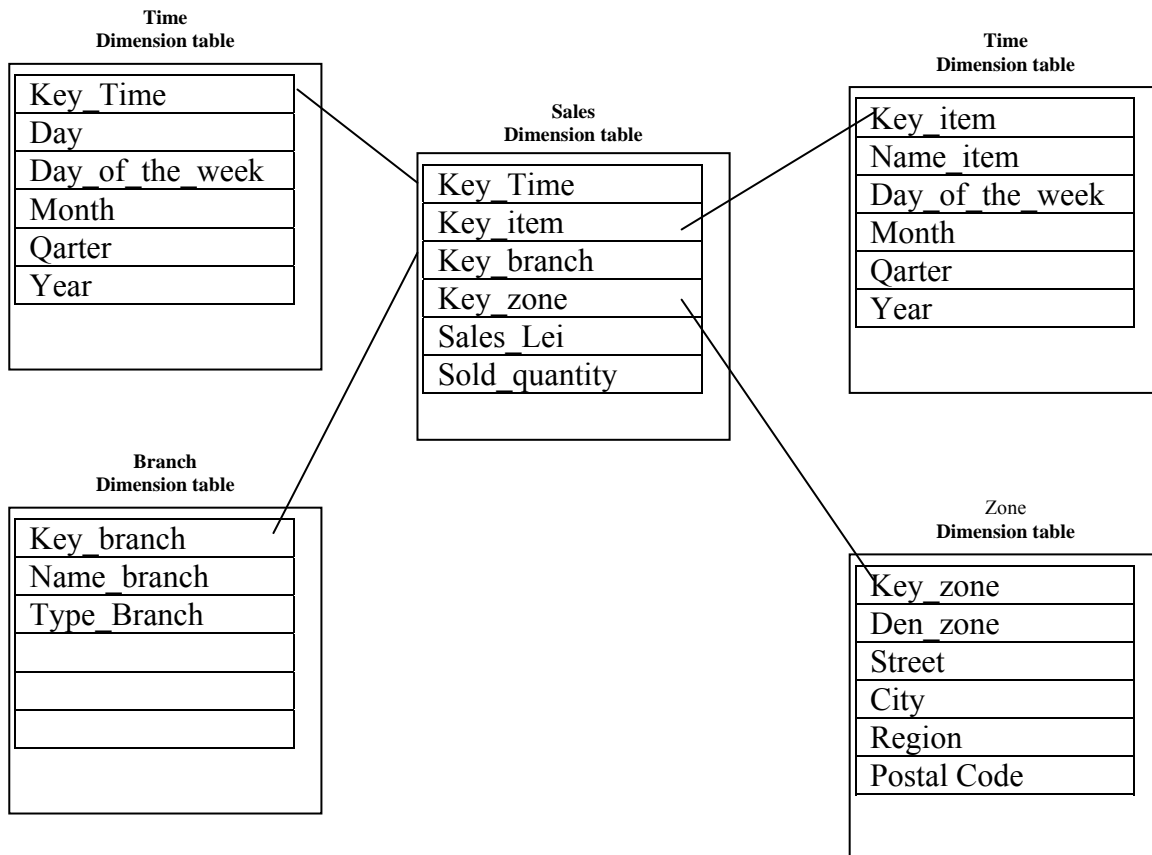 Time
Dimension table
Key_Time
Day
Day_of_the_week
Month
Qarter
Year
Sales
Dimension table
Key_Time
Key_item
Key_branch
Key_zone
Sales_Lei
Sold_quantity
Time
Dimension table
Key_item
Name_item
Day_of_the_week
Month
Qarter
Year
Branch
Dimension table
Key_branch
Name_branch
Type_Branch
Zone
Dimension table
Key_zone
Den_zone
Street
City
Region
Postal Code